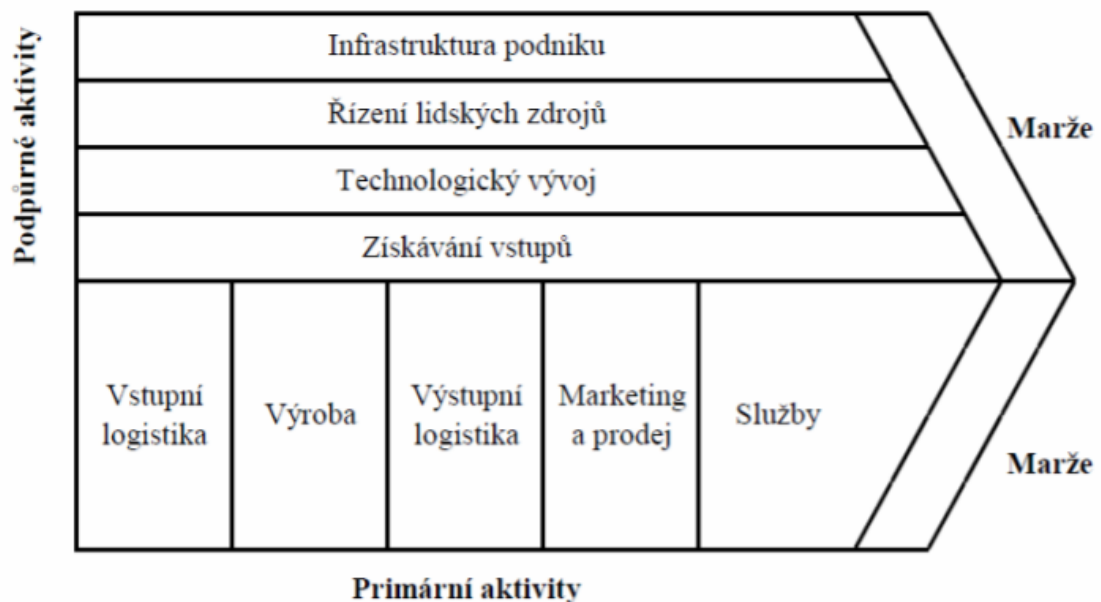 Podpůrné aktivity
Infrastruktura podniku
Řízení lidských zdrojů
Technologický vývoj
Získávání vstupů
Marže
Vstupní
logistika
Výroba
Výstupní
logistika
Marketing
a prodej
Služby
Marže
Primární aktivity